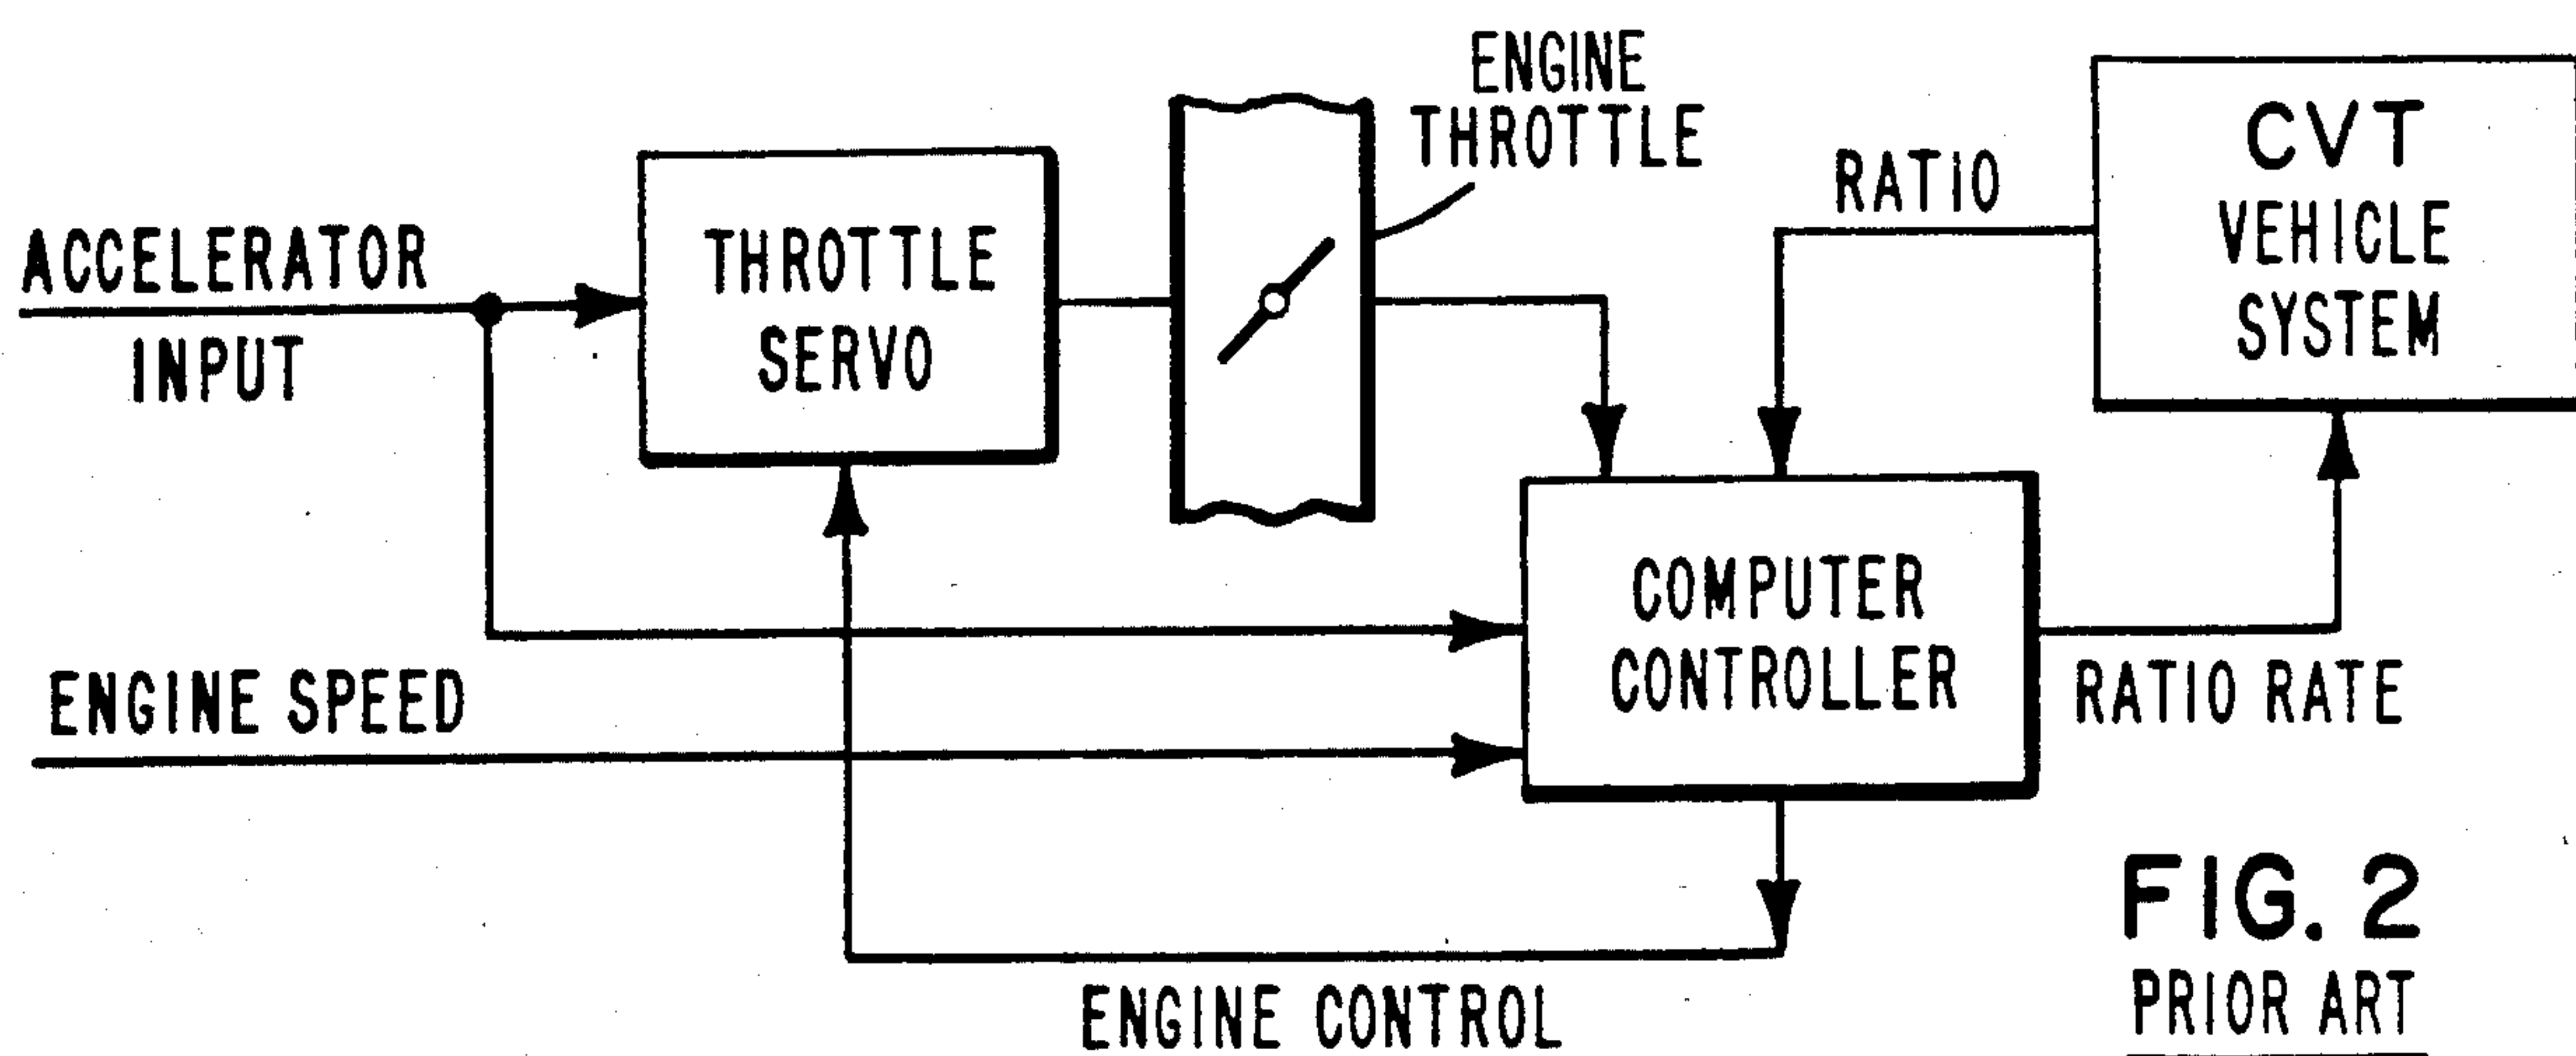 ENGINE
THROTTLE
CVT
VEHICLE
SYSTEM
RATIO
ACCELERATOR
INPUT
THROTTLE
SERVO
COMPUTER
CONTROLLER
ENGINE SPEED
RATIO RATE
ENGINE CONTROL
FIG. 2
PRIOR ART